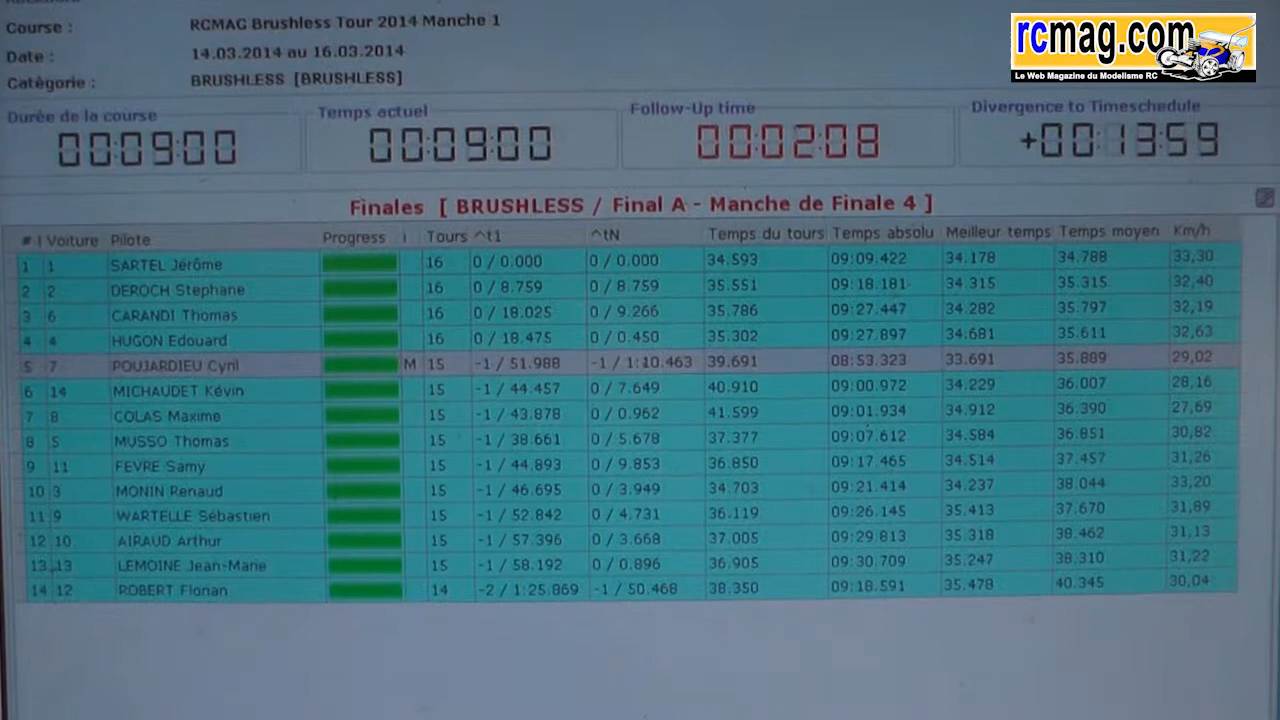 Course : RCMAG Brushless Tour 2014 Manche 1
Date : 14.03.2014 au 16.03.2014
Catègorie : BRUSHLESS [BRUSHLESS]
rcmag.com
Le Web Magazine du Modelisme RC
Durée de la course Temps actuel Follow-Up time Divergence to Timeschedule
00:09:00 00:09:00 00:02:08 +00:13:59
Finales [ BRUSHLESS / Final A - Manche de Finale 4 ]
# | Voiture Pilote Progress i Tours ^t1 ^tN Temps du tours Temps absolu Meilleur temps Temps moyen Km/h
1 1 SARTEL Jérôme 16 0 / 0.000 0 / 0.000 34.593 09:09.422 34.178 34.788 33,30
2 2 DEROCH Stephane 16 0 / 8.759 0 / 8.759 35.551 09:18.181 34.315 35.315 32,40
3 6 CARANDI Thomas 16 0 / 18.025 0 / 9.266 35.786 09:27.447 34.282 35.797 32,19
4 4 HUGON Edouard 16 0 / 18.475 0 / 0.450 35.302 09:27.897 34.681 35.611 32,63
5 7 POUJARDIEU Cyril M 15 -1 / 51.988 -1 / 1:10.463 39.691 08:53.323 33.691 35.889 29,02
6 14 MICHAUDET Kévin 15 -1 / 44.457 0 / 7.649 40.910 09:00.972 34.229 36.007 28,16
7 8 COLAS Maxime 15 -1 / 43.878 0 / 0.962 41.599 09:01.934 34.912 36.390 27,69
8 5 MUSSO Thomas 15 -1 / 38.661 0 / 5.678 37.377 09:07.612 34.584 36.851 30,82
9 11 FEVRE Samy 15 -1 / 44.893 0 / 9.853 36.850 09:17.465 34.514 37.457 31,26
10 3 MONIN Renaud 15 -1 / 46.695 0 / 3.949 34.703 09:21.414 34.237 38.044 33,20
11 9 WARTELLE Sébastien 15 -1 / 52.842 0 / 4.731 36.119 09:26.145 35.413 37.670 31,89
12 10 AIRAUD Arthur 15 -1 / 57.396 0 / 3.668 37.005 09:29.813 35.318 38.462 31,13
13 13 LEMOINE Jean-Marie 15 -1 / 58.192 0 / 0.896 36.905 09:30.709 35.247 38.310 31,22
14 12 ROBERT Florian 14 -2 / 1:25.869 -1 / 50.468 38.350 09:18.591 35.478 40.345 30,04